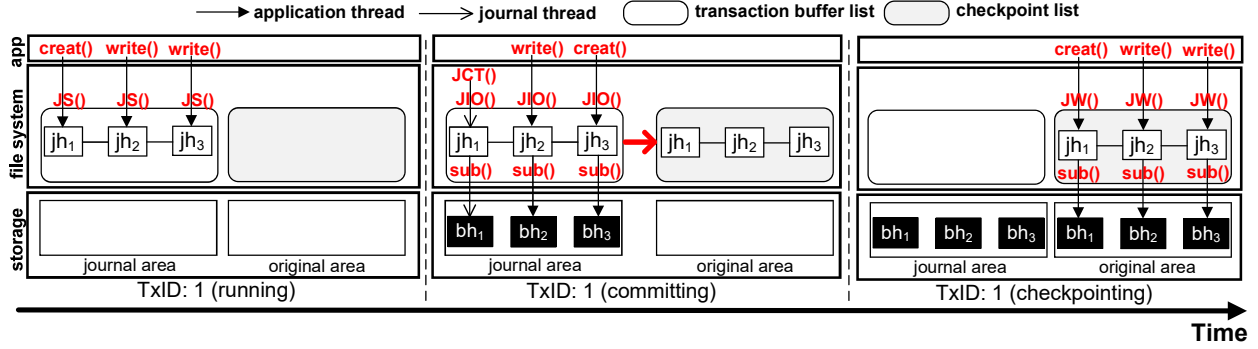 application thread journal thread transaction buffer list checkpoint list
app
creat() write() write()
write() creat()
creat() write() write()
file system
JS() JS() JS()
JCT()
JIO() JIO() JIO()
JW() JW() JW()
jh1 jh2 jh3
jh1 jh2 jh3
jh1 jh2 jh3
jh1 jh2 jh3
sub() sub() sub()
sub() sub() sub()
storage
bh1 bh2 bh3
bh1 bh2 bh3
bh1 bh2 bh3
journal area original area
journal area original area
journal area original area
TxID: 1 (running)
TxID: 1 (committing)
TxID: 1 (checkpointing)
Time